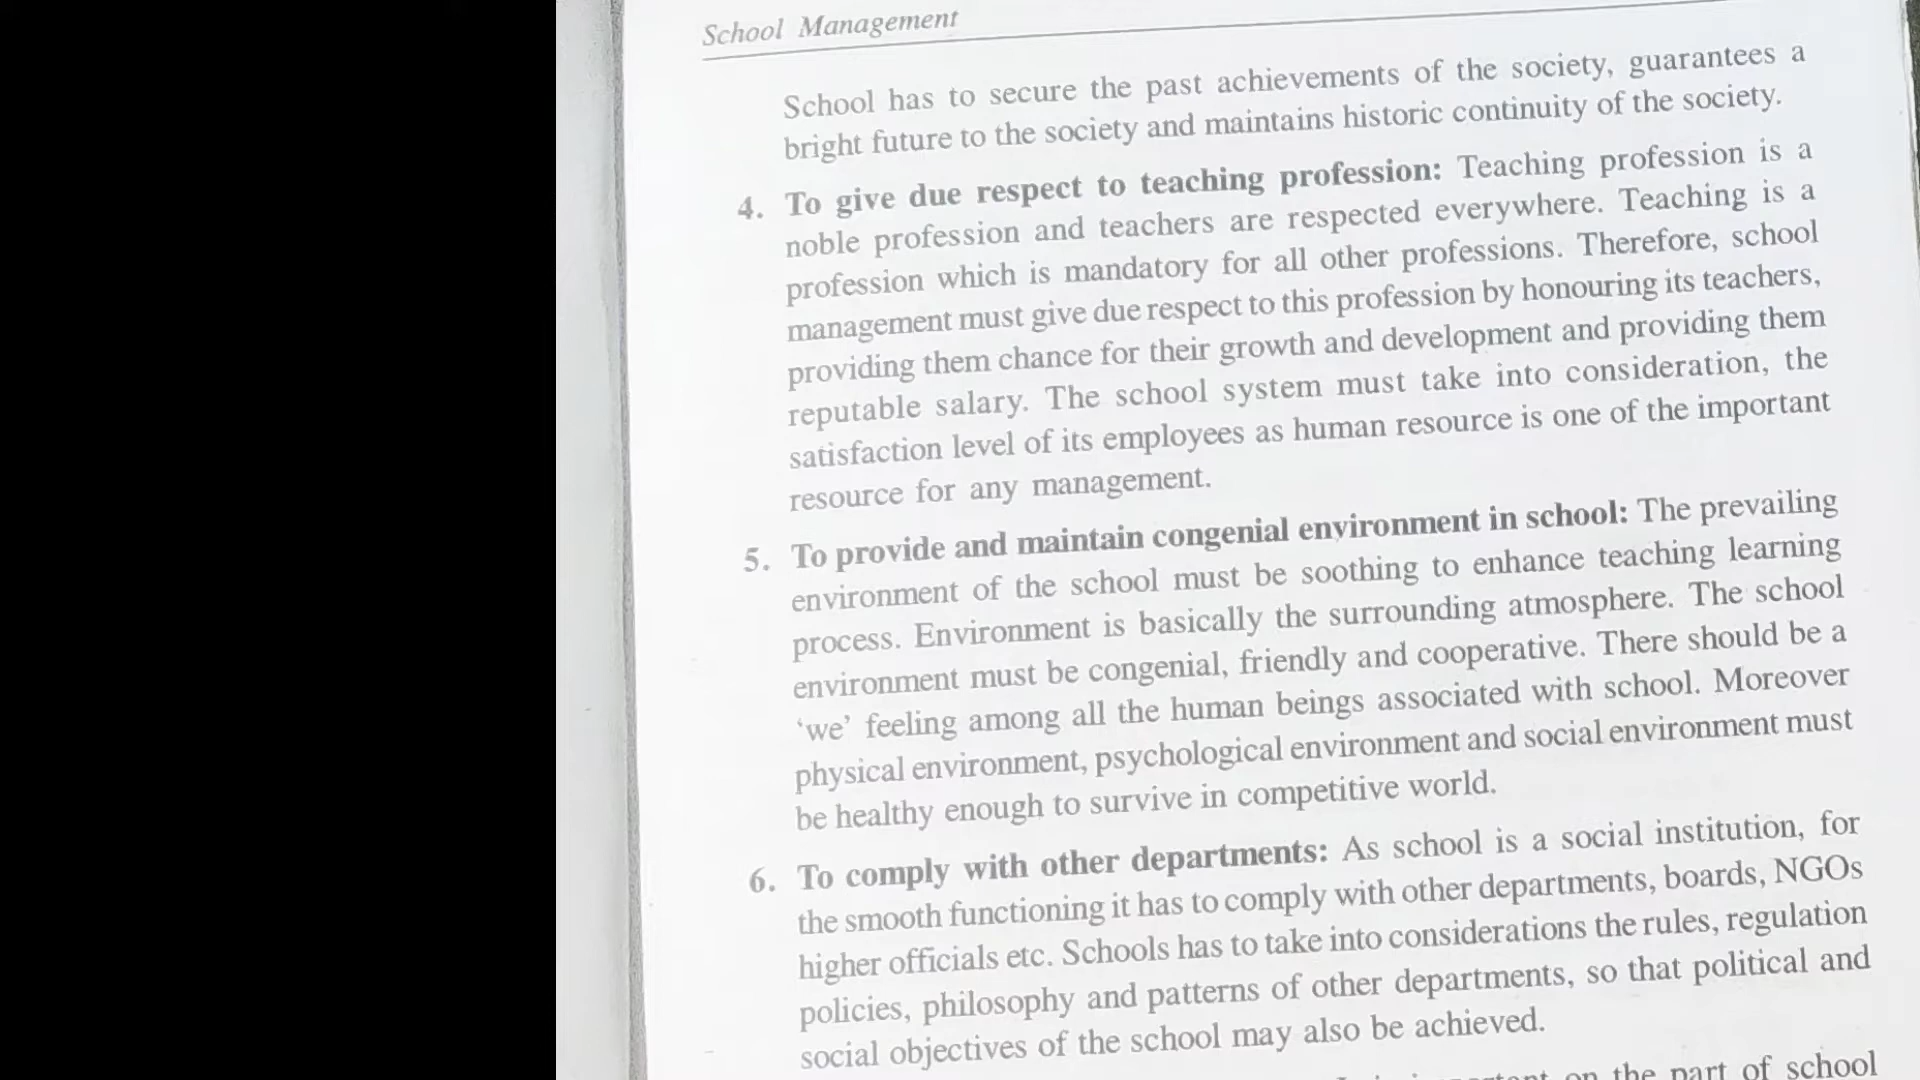 School Management
School has to secure the past achievements of the society, guarantees a
bright future to the society and maintains historic continuity of the society.
4. To give due respect to teaching profession: Teaching profession is a
noble profession and teachers are respected everywhere. Teaching is a
profession which is mandatory for all other professions. Therefore, school
management must give due respect to this profession by honouring its teachers,
providing them chance for their growth and development and providing them
reputable salary. The school system must take into consideration, the
satisfaction level of its employees as human resource is one of the important
resource for any management.
5. To provide and maintain congenial environment in school: The prevailing
environment of the school must be soothing to enhance teaching learning
process. Environment is basically the surrounding atmosphere. The school
environment must be congenial, friendly and cooperative. There should be a
‘we’ feeling among all the human beings associated with school. Moreover
physical environment, psychological environment and social environment must
be healthy enough to survive in competitive world.
6. To comply with other departments: As school is a social institution, for
the smooth functioning it has to comply with other departments, boards, NGOs
higher officials etc. Schools has to take into considerations the rules, regulation
policies, philosophy and patterns of other departments, so that political and
social objectives of the school may also be achieved.
on the part of school